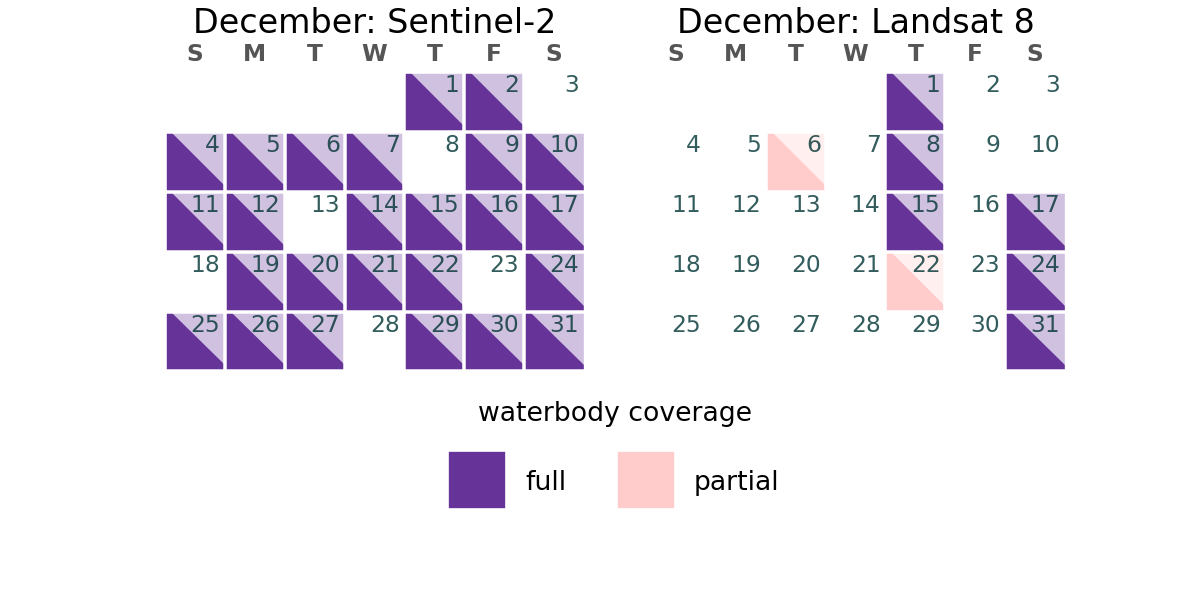 December: Sentinel-2
S M T W T F S
1 2 3
4 5 6 7 8 9 10
11 12 13 14 15 16 17
18 19 20 21 22 23 24
25 26 27 28 29 30 31
December: Landsat 8
S M T W T F S
1 2 3
4 5 6 7 8 9 10
11 12 13 14 15 16 17
18 19 20 21 22 23 24
25 26 27 28 29 30 31
waterbody coverage
full
partial